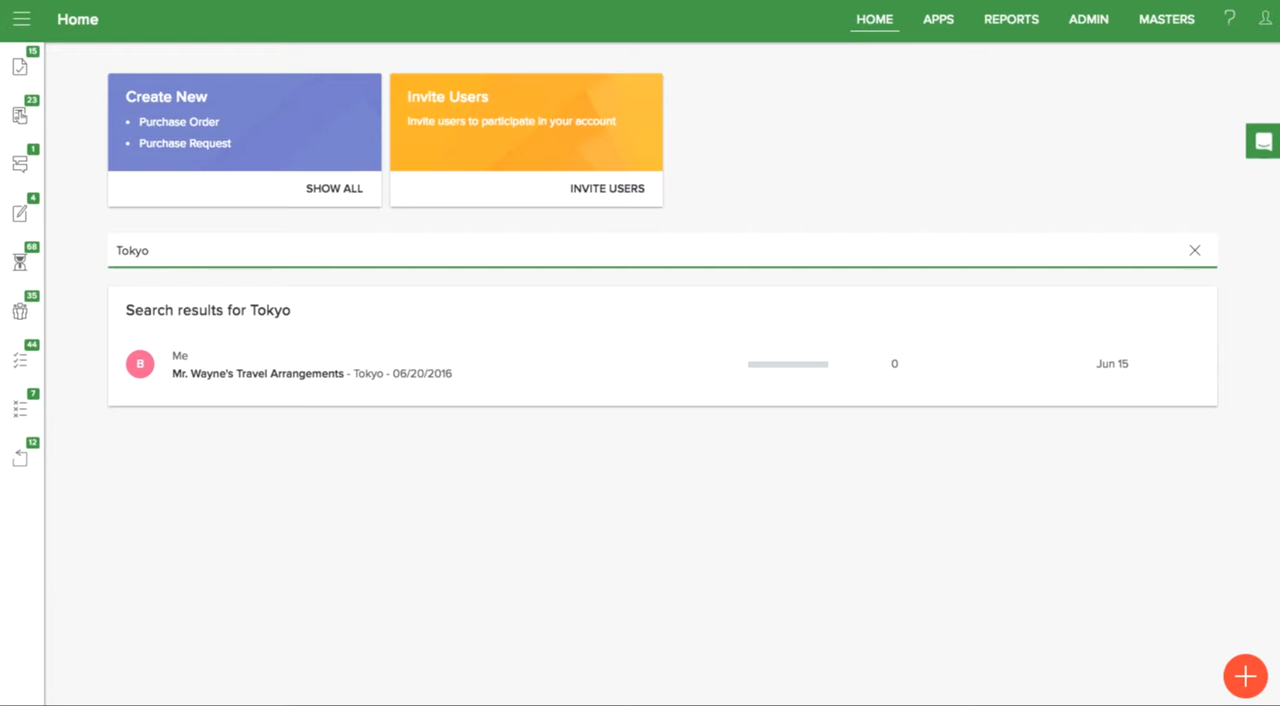 Home
HOME APPS REPORTS ADMIN MASTERS ?
15
23
1
4
68
35
44
7
12
Create New
• Purchase Order
• Purchase Request
SHOW ALL
Invite Users
Invite users to participate in your account
INVITE USERS
Tokyo
Search results for Tokyo
B
Me
Mr. Wayne's Travel Arrangements - Tokyo - 06/20/2016
0
Jun 15